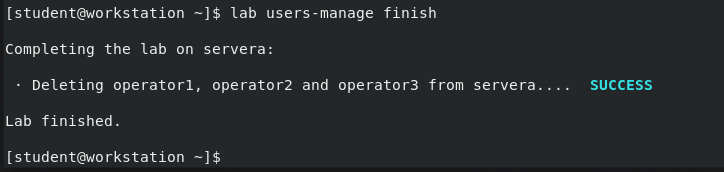 [student@workstation ~]$ lab users-manage finish
Completing the lab on servera:
· Deleting operator1, operator2 and operator3 from servera.... SUCCESS
Lab finished.
[student@workstation ~]$